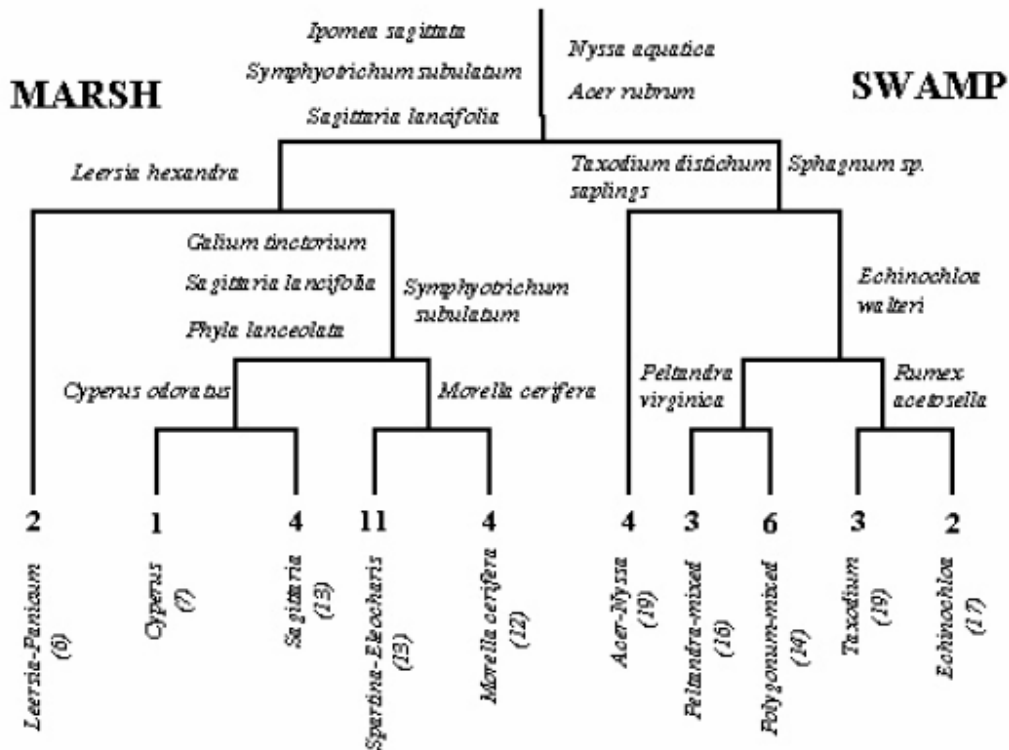 Ipomea sagittata
Nyssa aquatica
Symphyotrichum subulatum
MARSH
SWAMP
Acer rubrum
Sagittaria lancifolia
Leersia hexandra
Taxodium distichum
saplings
Sphagnum sp.
Galium tinctorium
Sagittaria lancifolia
Symphyotrichum
subulatum
Echinochloa
walteri
Phyla lanceolata
Cyperus odoratus
Morella cerifera
Peltandra
virginica
Rumex
acetosella
2 1 4 11 4 4 3 6 3 2
Leersia-Panicum
(6)
Cyperus
(7)
Sagittaria
(13)
Spartina-Eleocharis
(13)
Morella cerifera
(12)
Acer-Nyssa
(19)
Peltandra-mixed
(16)
Polygonum-mixed
(14)
Taxodium
(19)
Echinochloa
(17)